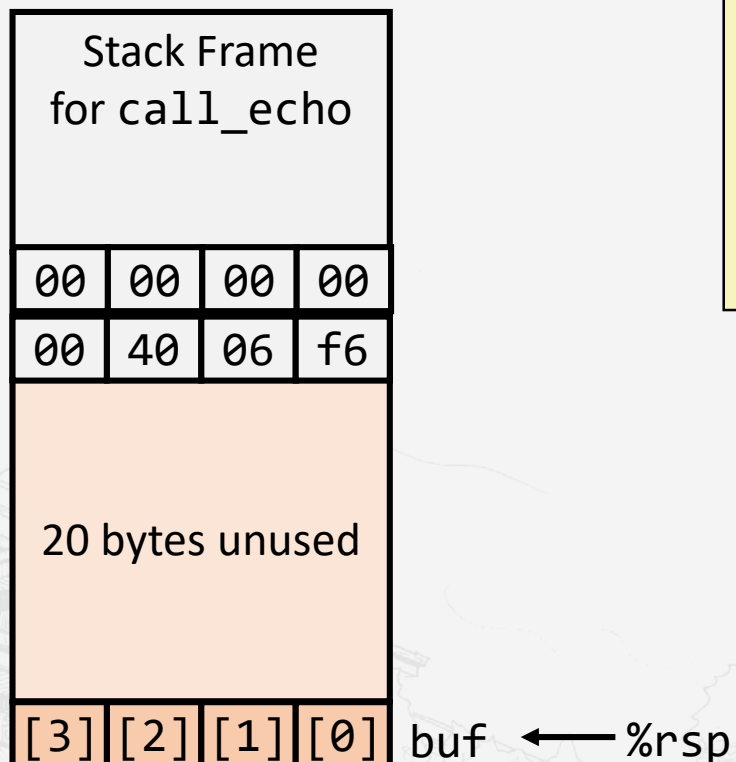 Stack Frame
for call_echo
00 00 00 00
00 40 06 f6
20 bytes unused
[3] [2] [1] [0] buf %rsp